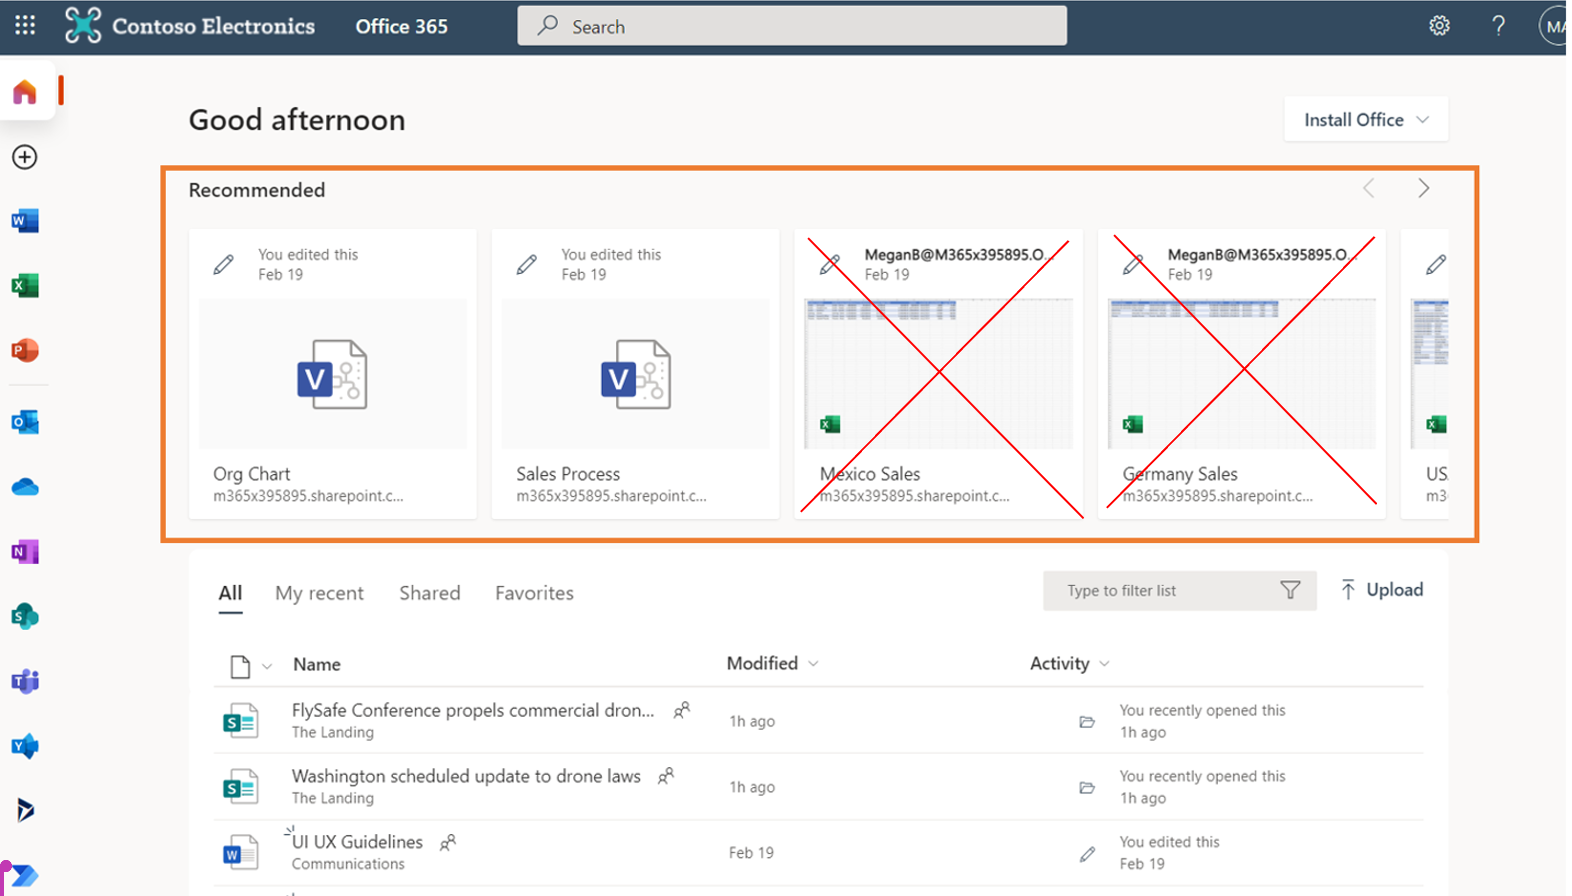 Contoso Electronics
Office 365
Search
MA
Good afternoon
Install Office
Recommended
You edited this
Feb 19
Org Chart
m365x395895.sharepoint.c...
You edited this
Feb 19
Sales Process
m365x395895.sharepoint.c...
MeganB@M365x395895.O...
Feb 19
Mexico Sales
m365x395895.sharepoint.c...
MeganB@M365x395895.O...
Feb 19
Germany Sales
m365x395895.sharepoint.c...
US
m3
All
My recent
Shared
Favorites
Type to filter list
Upload
Name
Modified
Activity
FlySafe Conference propels commercial dron...
The Landing
1h ago
You recently opened this
1h ago
Washington scheduled update to drone laws
The Landing
1h ago
You recently opened this
1h ago
UI UX Guidelines
Communications
Feb 19
You edited this
Feb 19